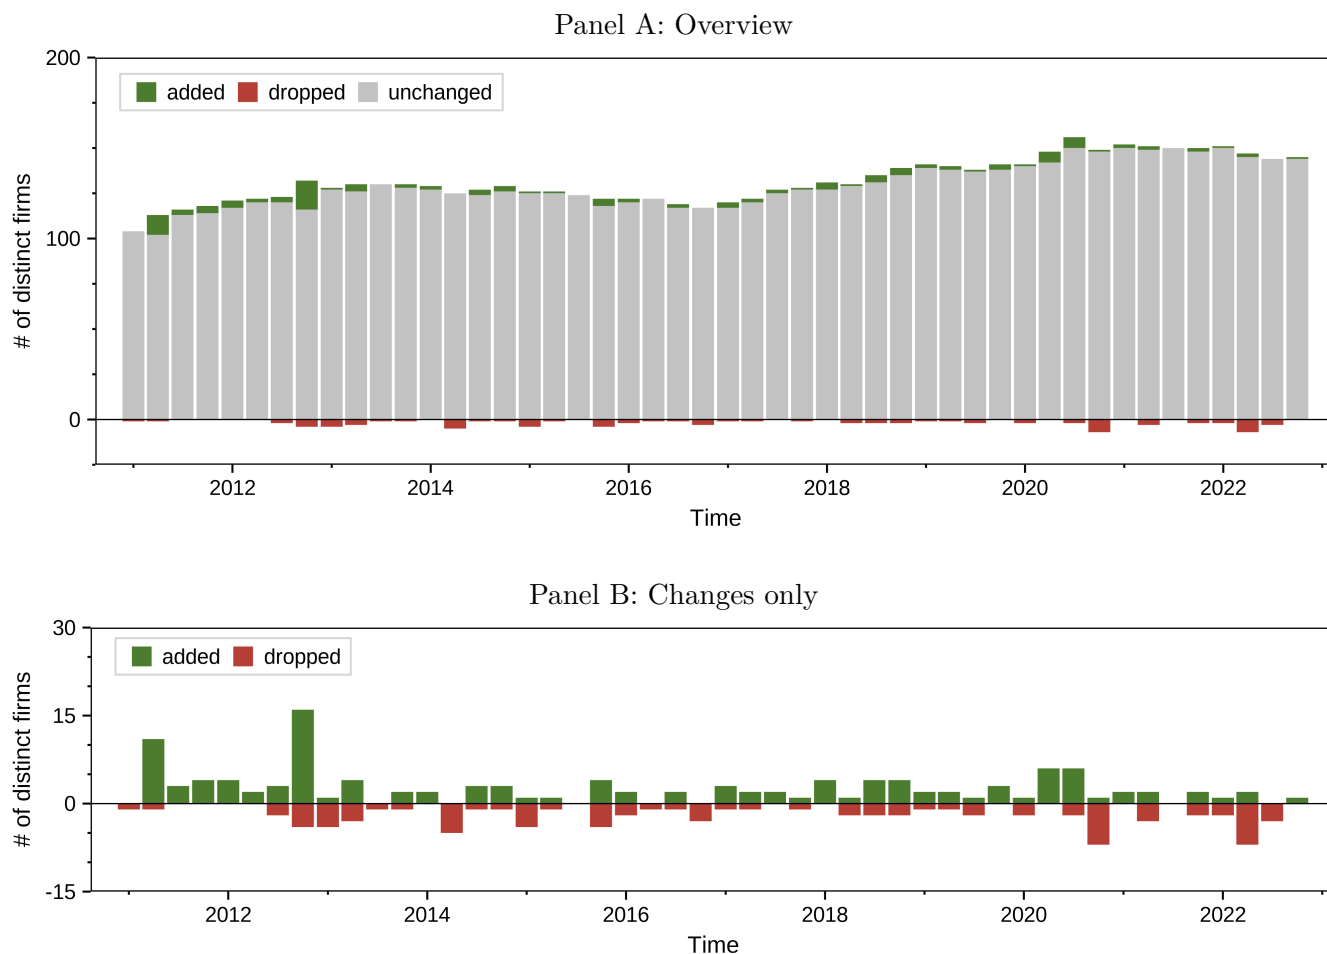 Panel A: Overview
200
added dropped unchanged
100
0
# of distinct firms
2012 2014 2016 2018 2020 2022
Time
Panel B: Changes only
30
added dropped
15
0
-15
# of distinct firms
2012 2014 2016 2018 2020 2022
Time